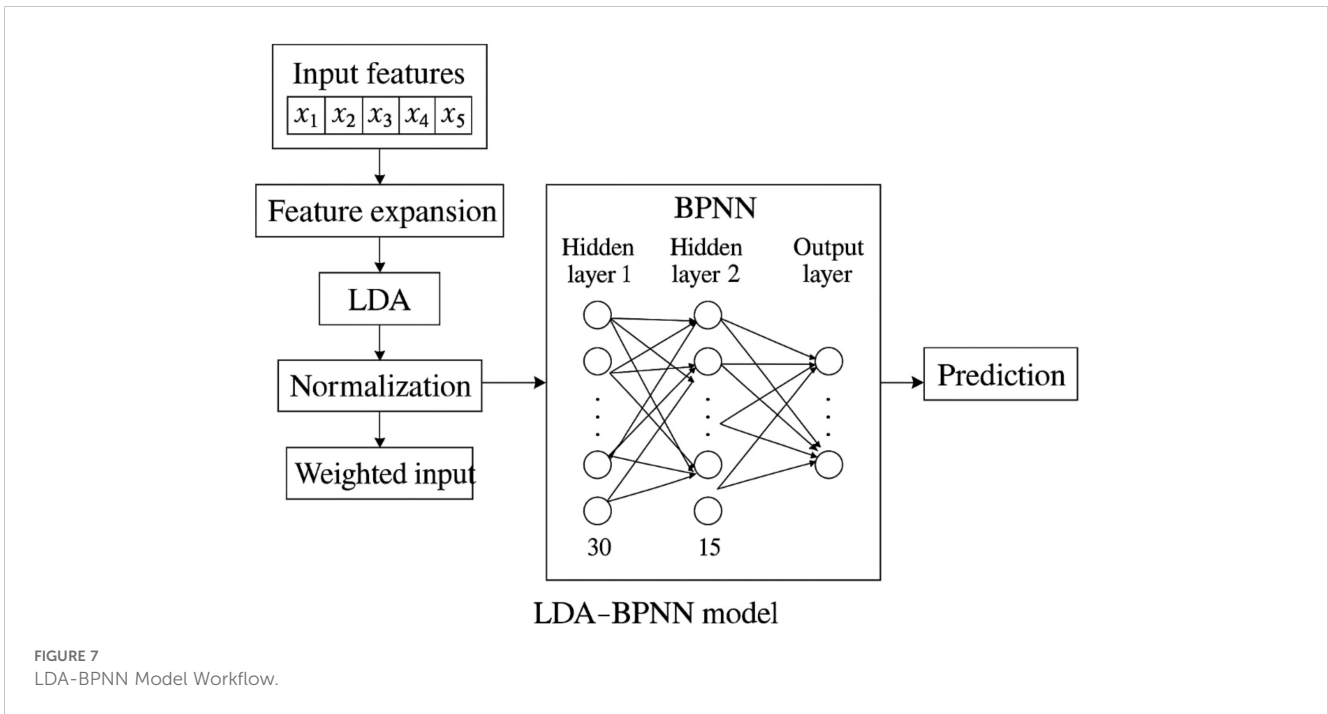 Input features
x₁ x₂ x₃ x₄ x₅
Feature expansion
LDA
Normalization
Weighted input
BPNN
Hidden
layer 1
Hidden
layer 2
Output
layer
30
15
Prediction
LDA–BPNN model
FIGURE 7
LDA-BPNN Model Workflow.